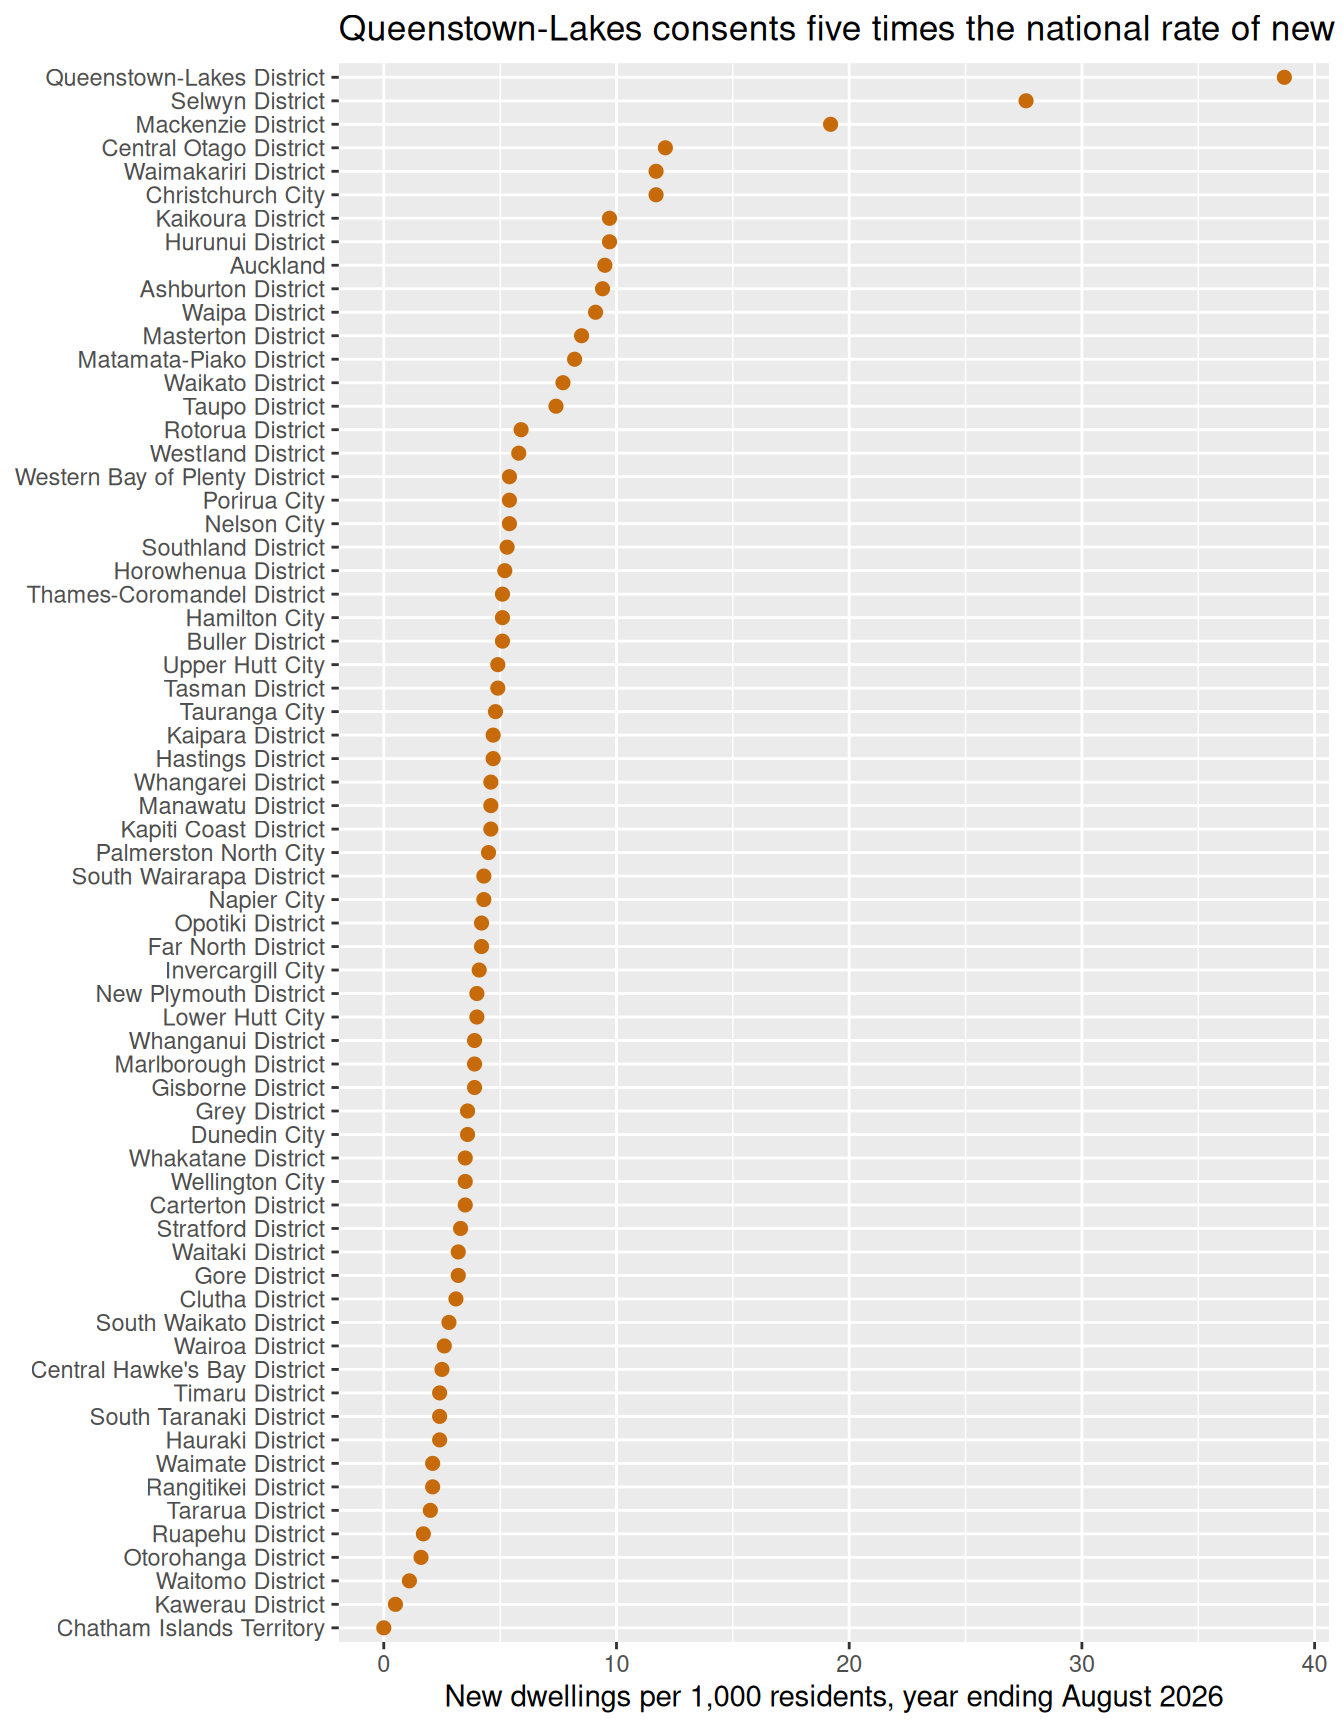 Queenstown-Lakes consents five times the national rate of new
Queenstown-Lakes District
Selwyn District
Mackenzie District
Central Otago District
Waimakariri District
Christchurch City
Kaikoura District
Hurunui District
Auckland
Ashburton District
Waipa District
Masterton District
Matamata-Piako District
Waikato District
Taupo District
Rotorua District
Westland District
Western Bay of Plenty District
Porirua City
Nelson City
Southland District
Horowhenua District
Thames-Coromandel District
Hamilton City
Buller District
Upper Hutt City
Tasman District
Tauranga City
Kaipara District
Hastings District
Whangarei District
Manawatu District
Kapiti Coast District
Palmerston North City
South Wairarapa District
Napier City
Opotiki District
Far North District
Invercargill City
New Plymouth District
Lower Hutt City
Whanganui District
Marlborough District
Gisborne District
Grey District
Dunedin City
Whakatane District
Wellington City
Carterton District
Stratford District
Waitaki District
Gore District
Clutha District
South Waikato District
Wairoa District
Central Hawke's Bay District
Timaru District
South Taranaki District
Hauraki District
Waimate District
Rangitikei District
Tararua District
Ruapehu District
Otorohanga District
Waitomo District
Kawerau District
Chatham Islands Territory
0 10 20 30 40
New dwellings per 1,000 residents, year ending August 2026